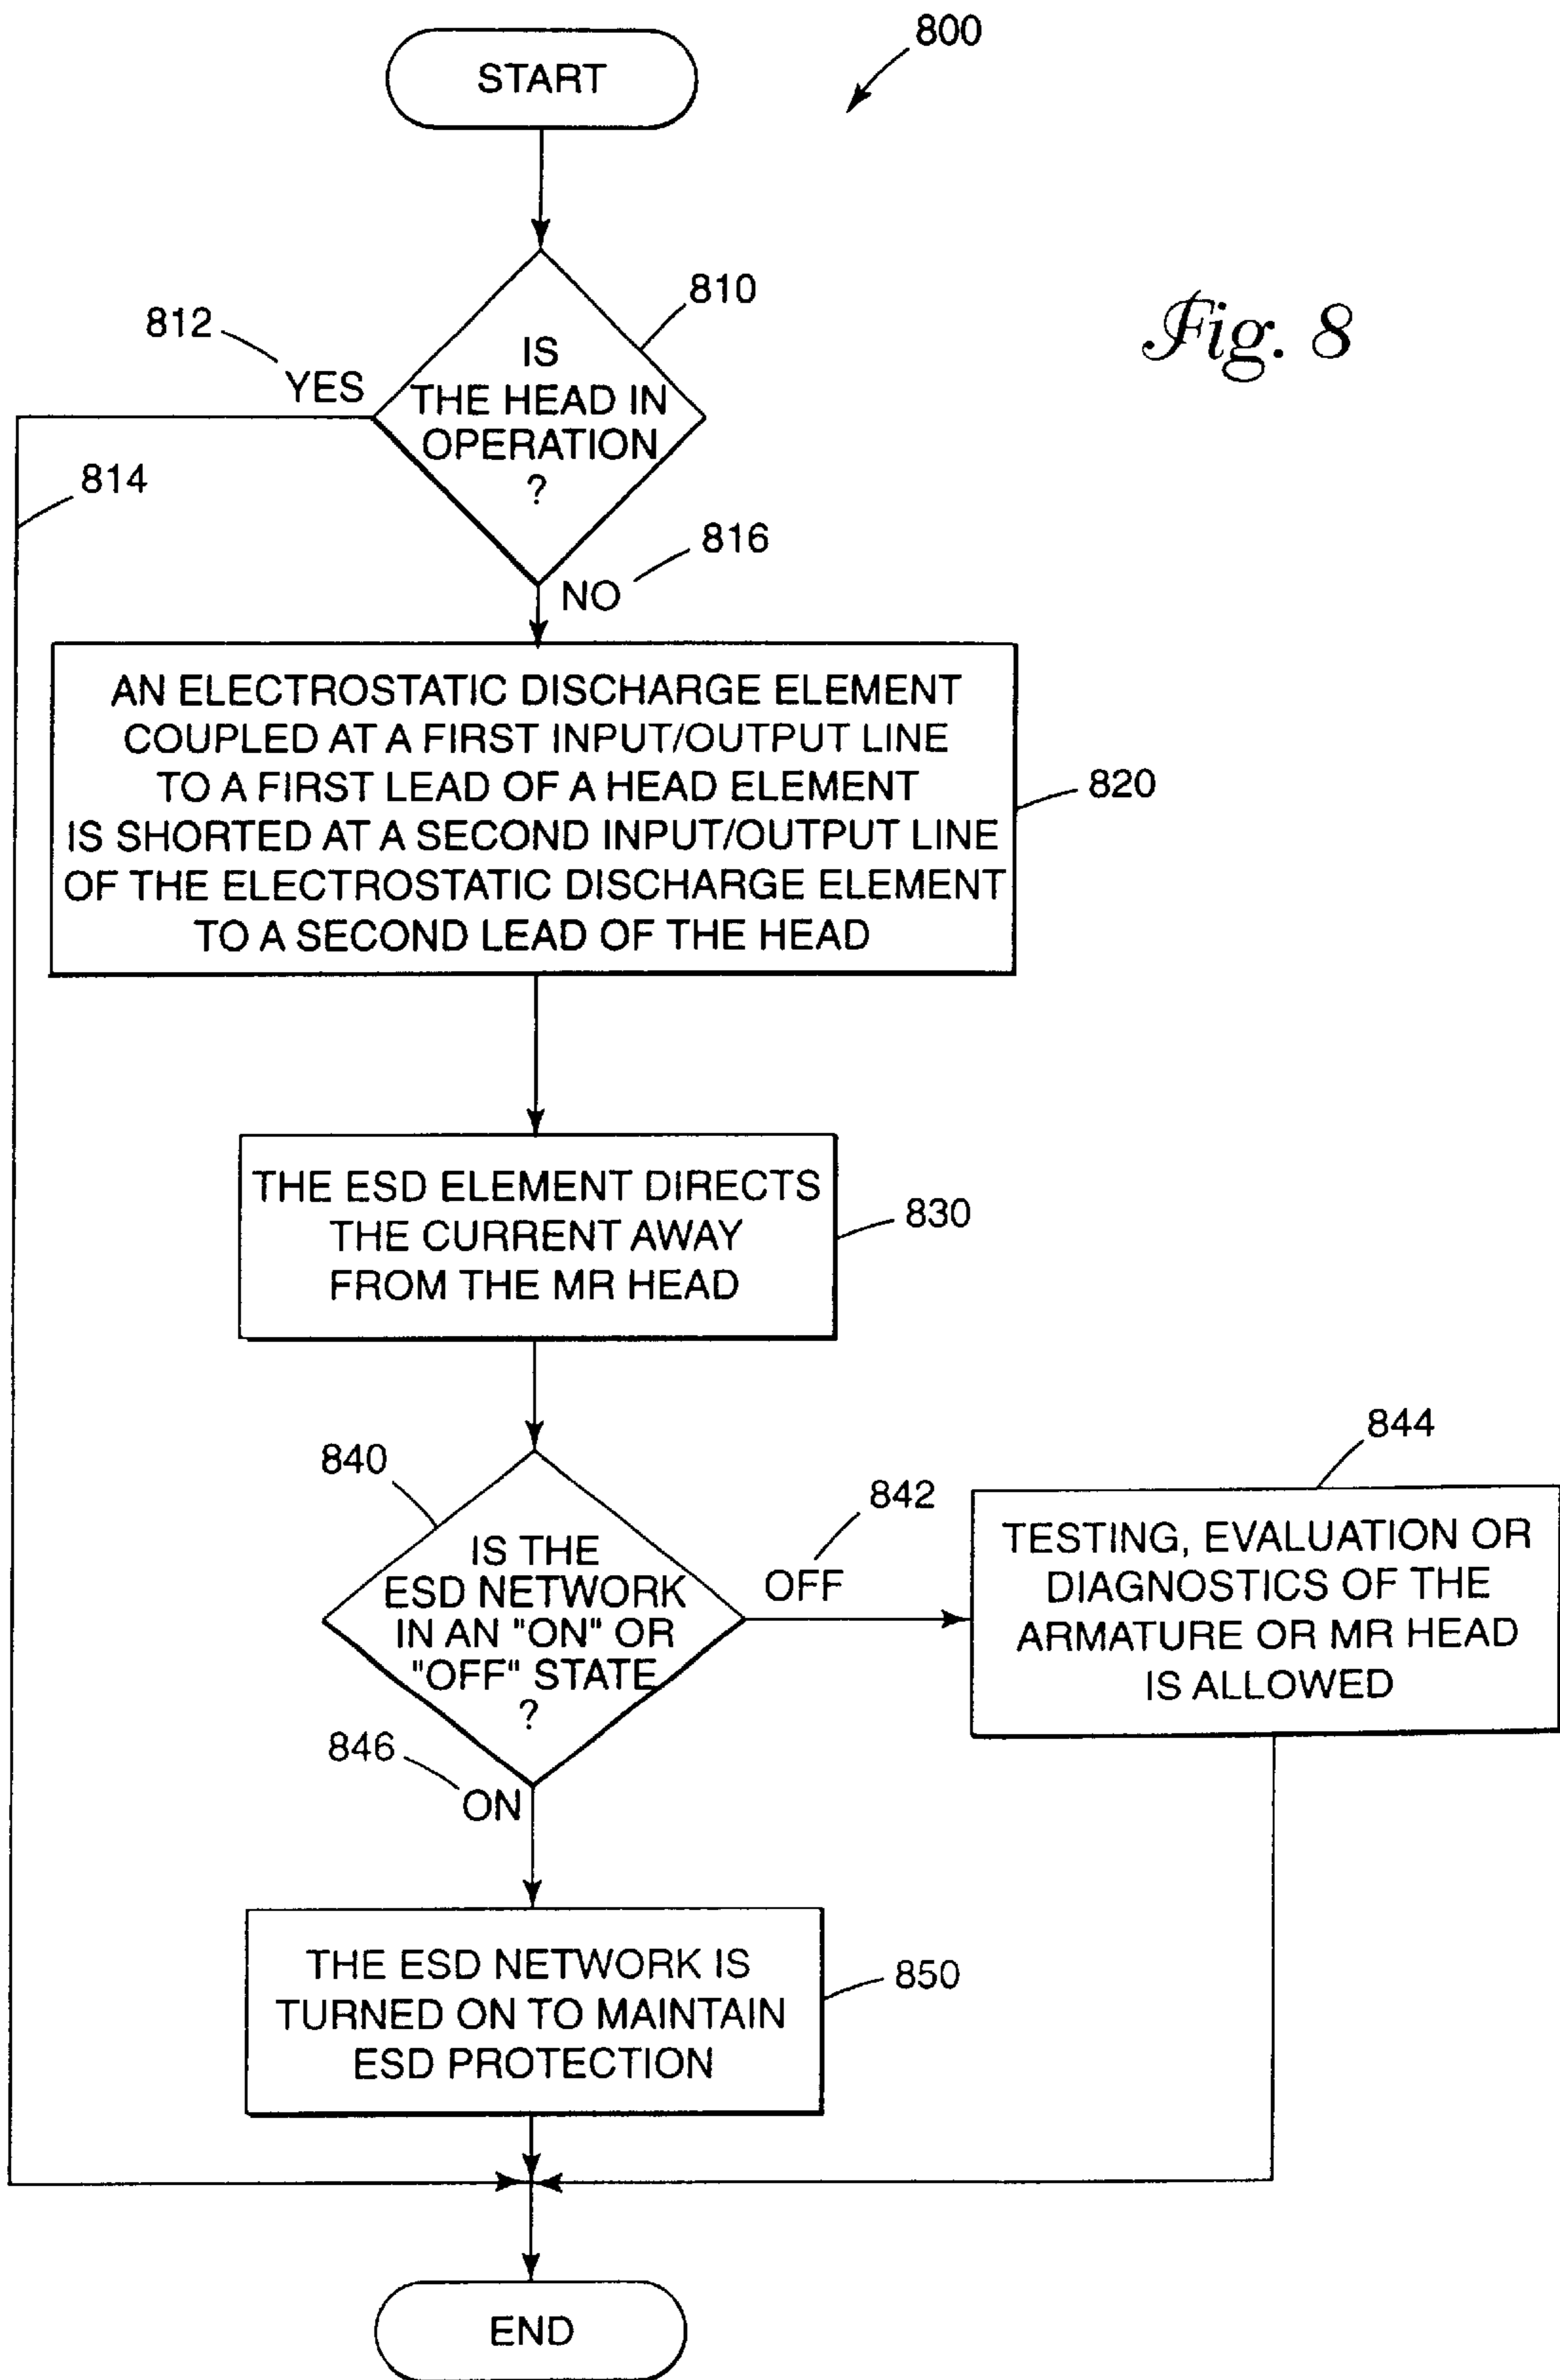 800
START
810
Fig. 8
812
YES
IS
THE HEAD IN
OPERATION
?
814
816
NO
AN ELECTROSTATIC DISCHARGE ELEMENT
COUPLED AT A FIRST INPUT/OUTPUT LINE
TO A FIRST LEAD OF A HEAD ELEMENT
IS SHORTED AT A SECOND INPUT/OUTPUT LINE
OF THE ELECTROSTATIC DISCHARGE ELEMENT
TO A SECOND LEAD OF THE HEAD
820
THE ESD ELEMENT DIRECTS
THE CURRENT AWAY
FROM THE MR HEAD
830
840
IS THE
ESD NETWORK
IN AN "ON" OR
"OFF" STATE
?
842
OFF
844
TESTING, EVALUATION OR
DIAGNOSTICS OF THE
ARMATURE OR MR HEAD
IS ALLOWED
846
ON
THE ESD NETWORK IS
TURNED ON TO MAINTAIN
ESD PROTECTION
850
END